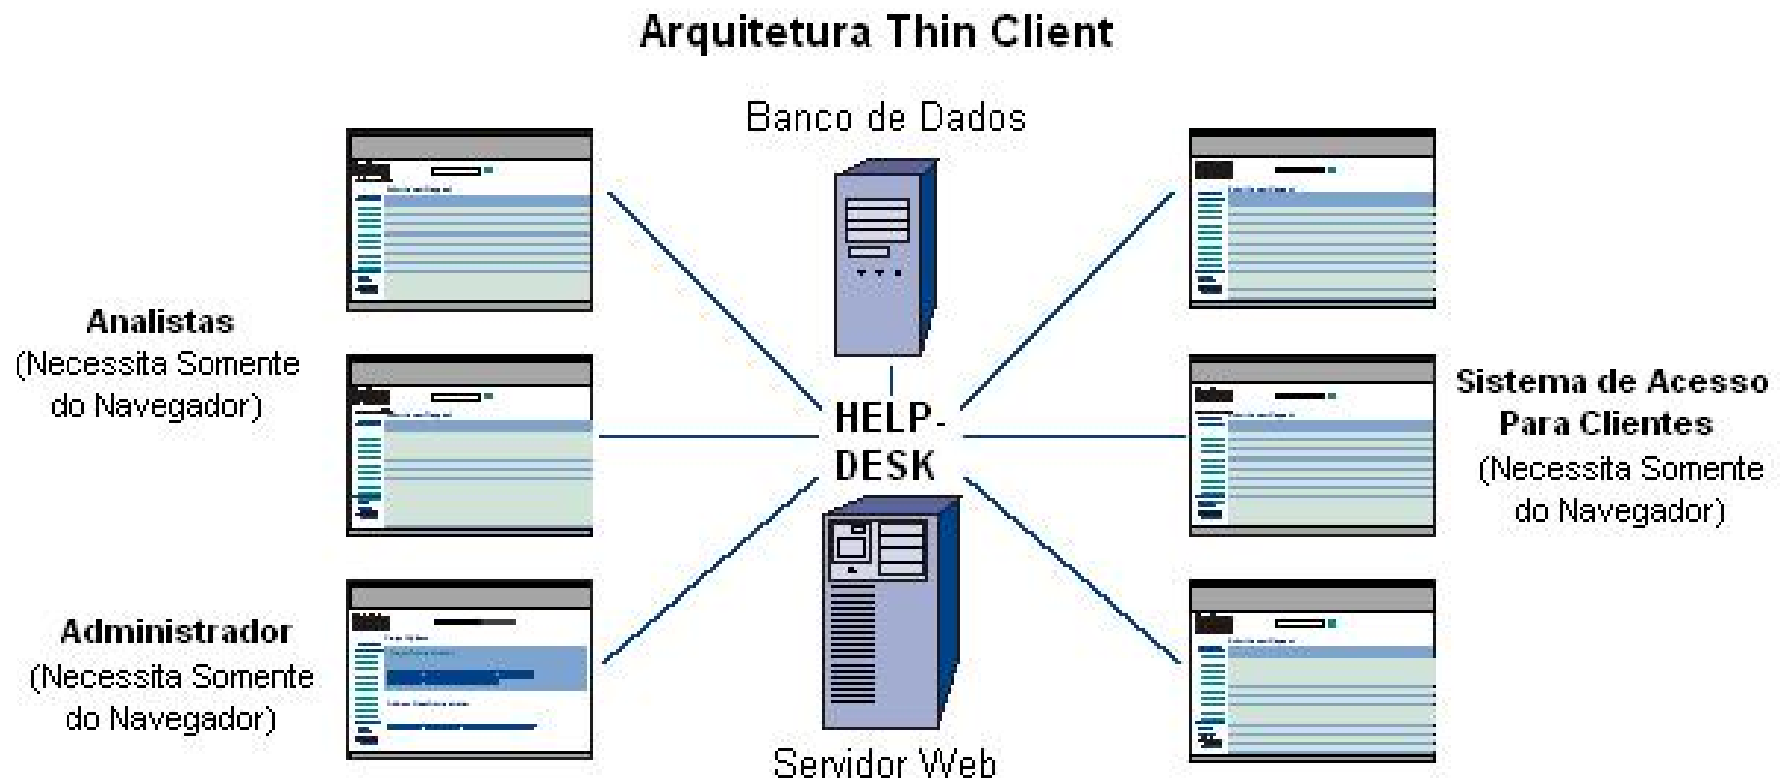 Arquitetura Thin Client
Banco de Dados
Analistas
(Necessita Somente
do Navegador)
HELP-
DESK
Sistema de Acesso
Para Clientes
(Necessita Somente
do Navegador)
Administrador
(Necessita Somente
do Navegador)
Servidor Web